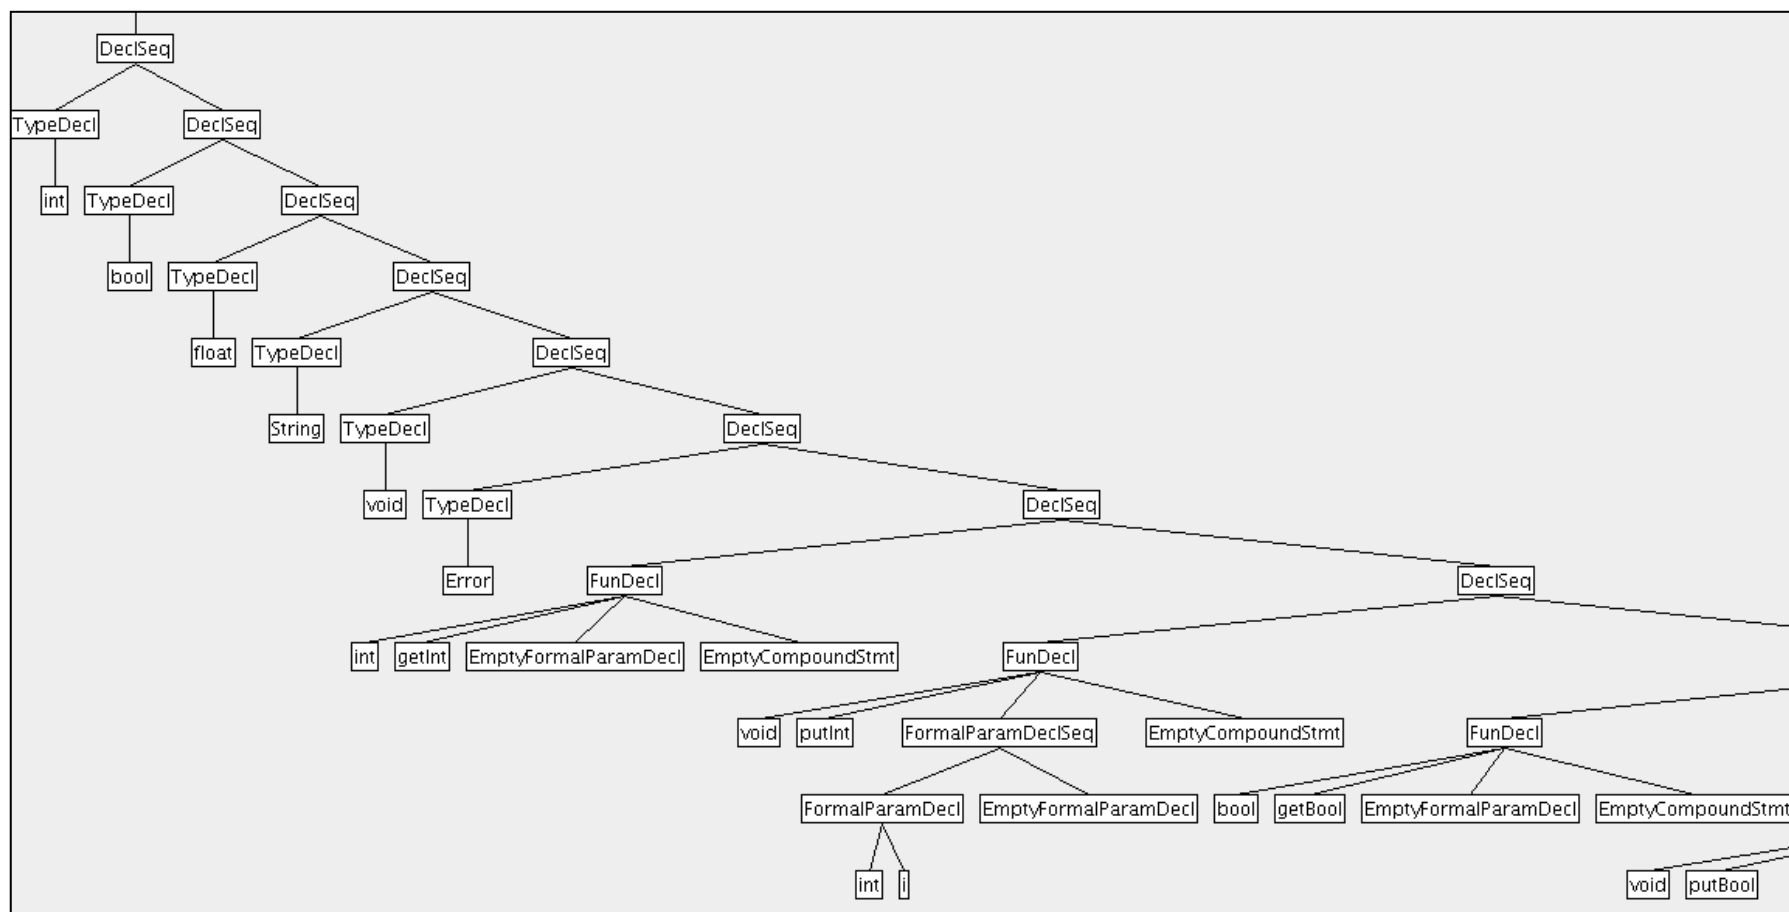 DeclSeq
TypeDecl DeclSeq
int TypeDecl DeclSeq
bool TypeDecl DeclSeq
float TypeDecl DeclSeq
String TypeDecl DeclSeq
void TypeDecl DeclSeq
Error FunDecl DeclSeq
int getInt EmptyFormalParamDecl EmptyCompoundStmt FunDecl
void putInt FormalParamDeclSeq EmptyCompoundStmt FunDecl
FormalParamDecl EmptyFormalParamDecl bool getBool EmptyFormalParamDecl EmptyCompoundStmt
int i void putBool